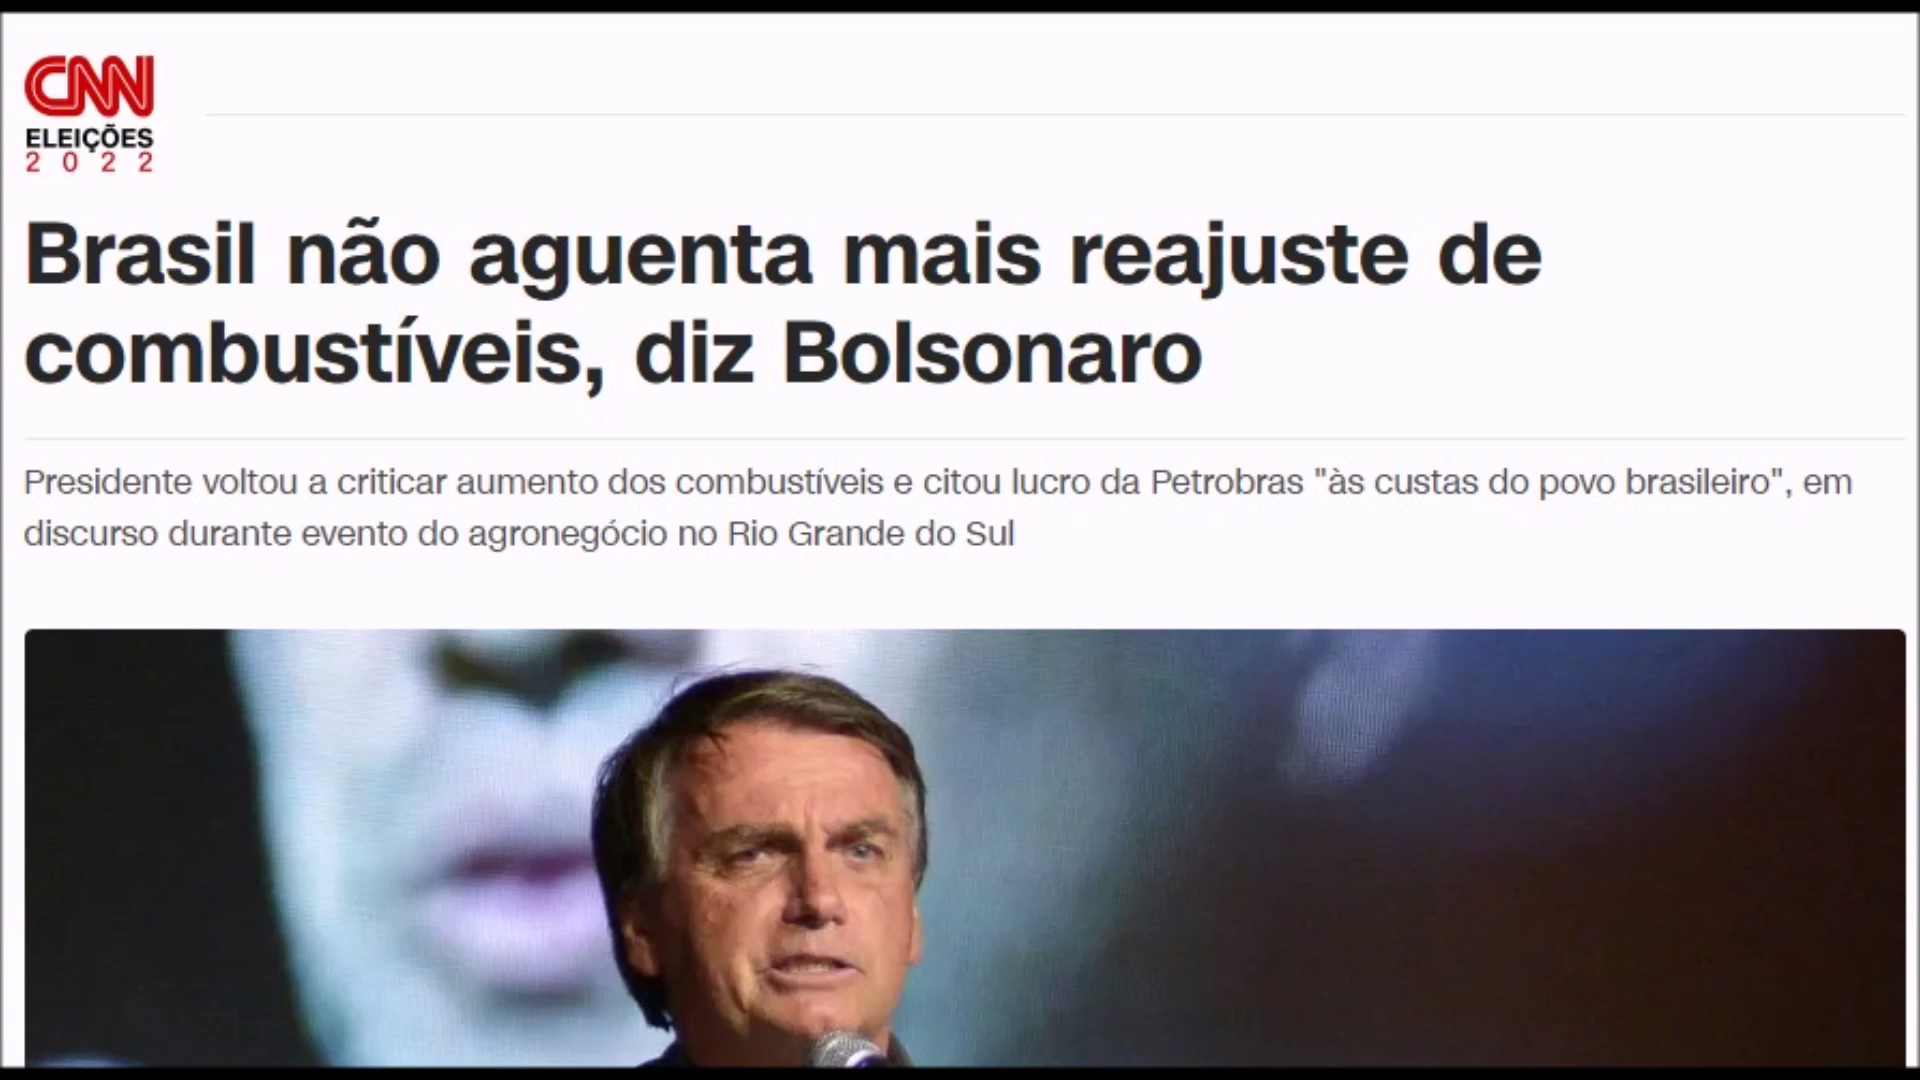 CNN
ELEIÇÕES
2022
Brasil não aguenta mais reajuste de
combustíveis, diz Bolsonaro
Presidente voltou a criticar aumento dos combustíveis e citou lucro da Petrobras "às custas do povo brasileiro", em
discurso durante evento do agronegócio no Rio Grande do Sul